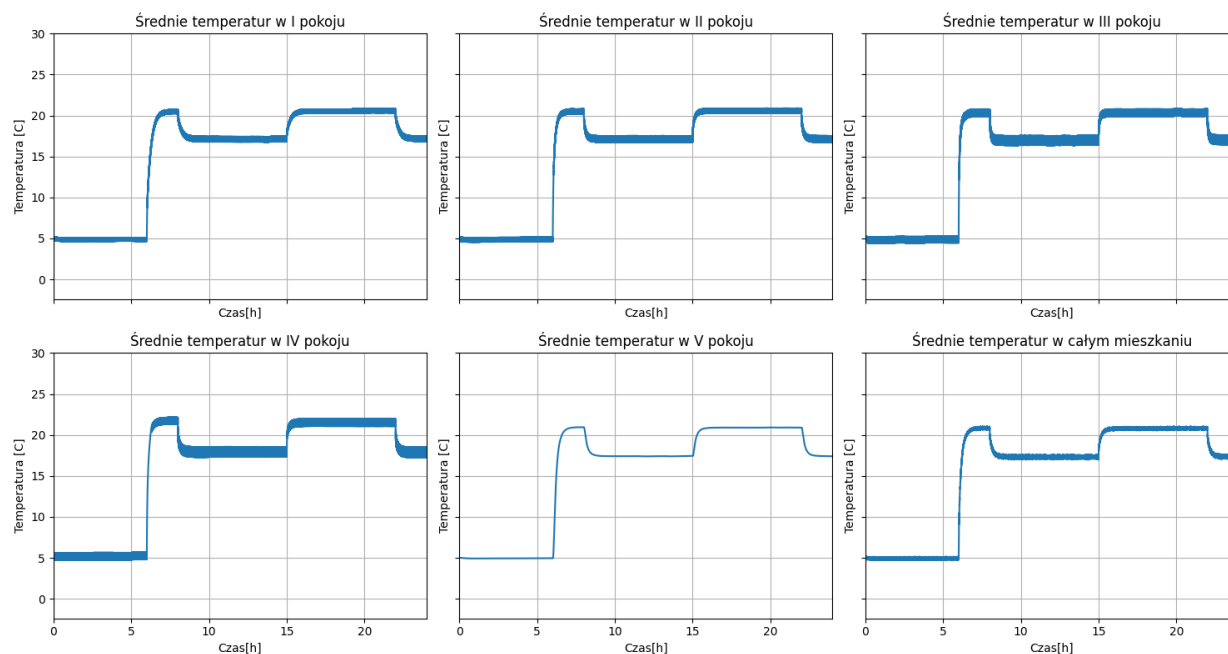 Średnie temperatur w I pokoju
Średnie temperatur w II pokoju
Średnie temperatur w III pokoju
30
25
20
15
10
5
0
Temperatura [C]
Temperatura [C]
Temperatura [C]
Czas[h]
Czas[h]
Czas[h]
Średnie temperatur w IV pokoju
Średnie temperatur w V pokoju
Średnie temperatur w całym mieszkaniu
30
25
20
15
10
5
0
Temperatura [C]
Temperatura [C]
Temperatura [C]
0 5 10 15 20
0 5 10 15 20
0 5 10 15 20
Czas[h]
Czas[h]
Czas[h]